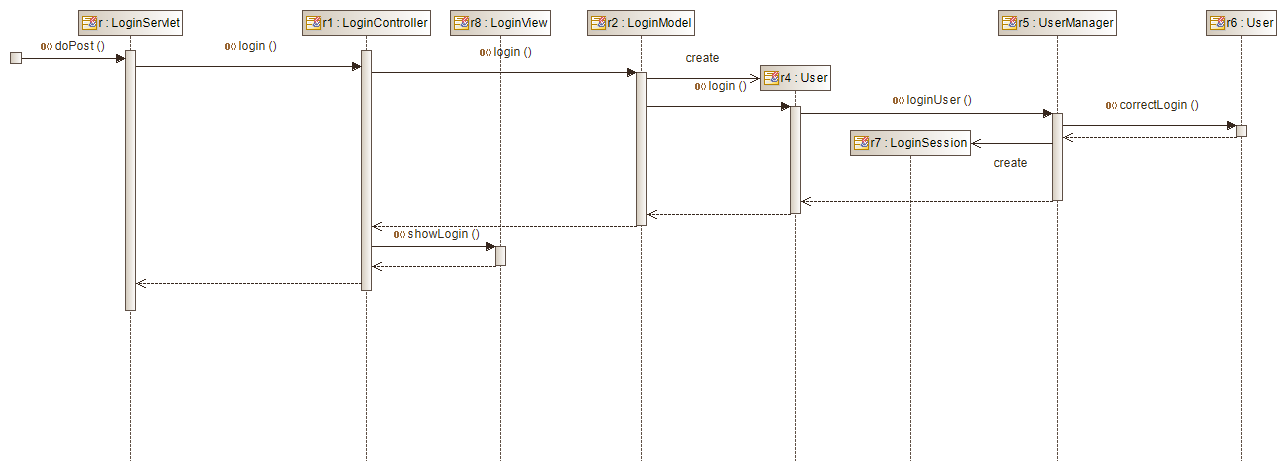 r : LoginServlet
r1 : LoginController
r8 : LoginView
r2 : LoginModel
r5 : UserManager
r6 : User
doPost ()
login ()
login ()
create
r4 : User
login ()
loginUser ()
correctLogin ()
r7 : LoginSession
create
showLogin ()